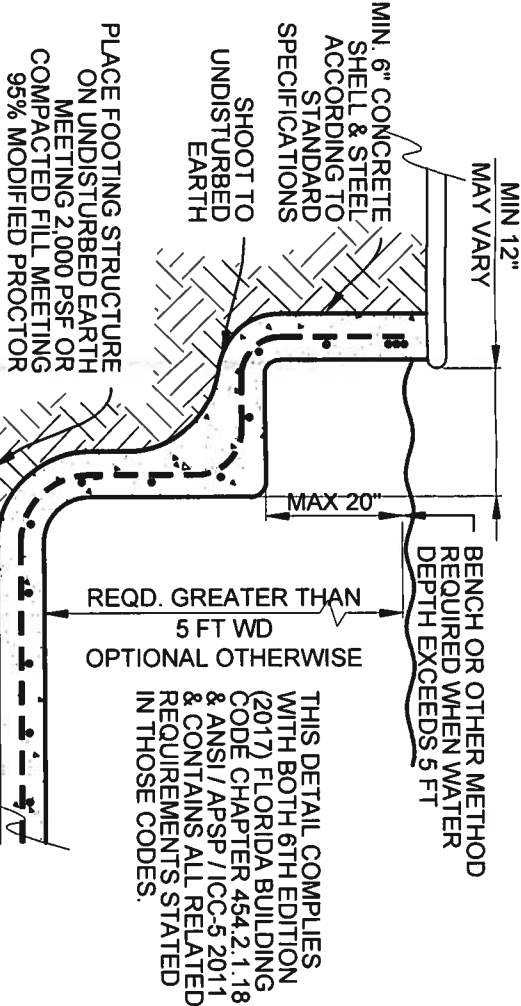 MIN 12"
MAY VARY
MIN. 6" CONCRETE
SHELL & STEEL
ACCORDING TO
STANDARD
SPECIFICATIONS
SHOOT TO
UNDISTURBED
EARTH
PLACE FOOTING STRUCTURE
ON UNDISTURBED EARTH
MEETING 2,000 PSF OR
COMPACTED FILL MEETING
95% MODIFIED PROCTOR
MAX 20"
BENCH OR OTHER METHOD
REQUIRED WHEN WATER
DEPTH EXCEEDS 5 FT
REQD. GREATER THAN
5 FT WD
OPTIONAL OTHERWISE
THIS DETAIL COMPLIES
WITH BOTH 6TH EDITION
(2017) FLORIDA BUILDING
CODE CHAPTER 454.2.1.18
& ANSI / APSP / ICC-5 2011
& CONTAINS ALL RELATED
REQUIREMENTS STATED
IN THOSE CODES.